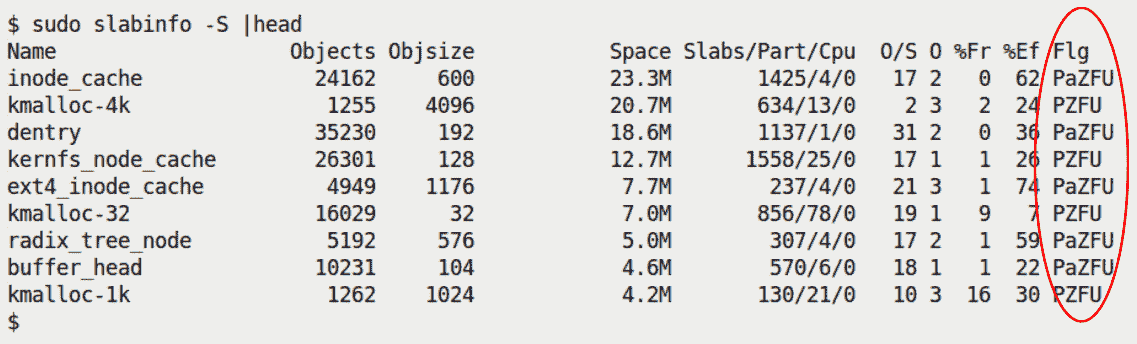 $ sudo slabinfo -S |head
Name Objects Objsize Space Slabs/Part/Cpu O/S O %Fr %Ef Flg
inode_cache 24162 600 23.3M 1425/4/0 17 2 0 62 PaZFU
kmalloc-4k 1255 4096 20.7M 634/13/0 2 3 2 24 PZFU
dentry 35230 192 18.6M 1137/1/0 31 2 0 36 PaZFU
kernfs_node_cache 26301 128 12.7M 1558/25/0 17 1 1 26 PZFU
ext4_inode_cache 4949 1176 7.7M 237/4/0 21 3 1 74 PaZFU
kmalloc-32 16029 32 7.0M 856/78/0 19 1 9 7 PZFU
radix_tree_node 5192 576 5.0M 307/4/0 17 2 1 59 PaZFU
buffer_head 10231 104 4.6M 570/6/0 18 1 1 22 PaZFU
kmalloc-1k 1262 1024 4.2M 130/21/0 10 3 16 30 PZFU
$